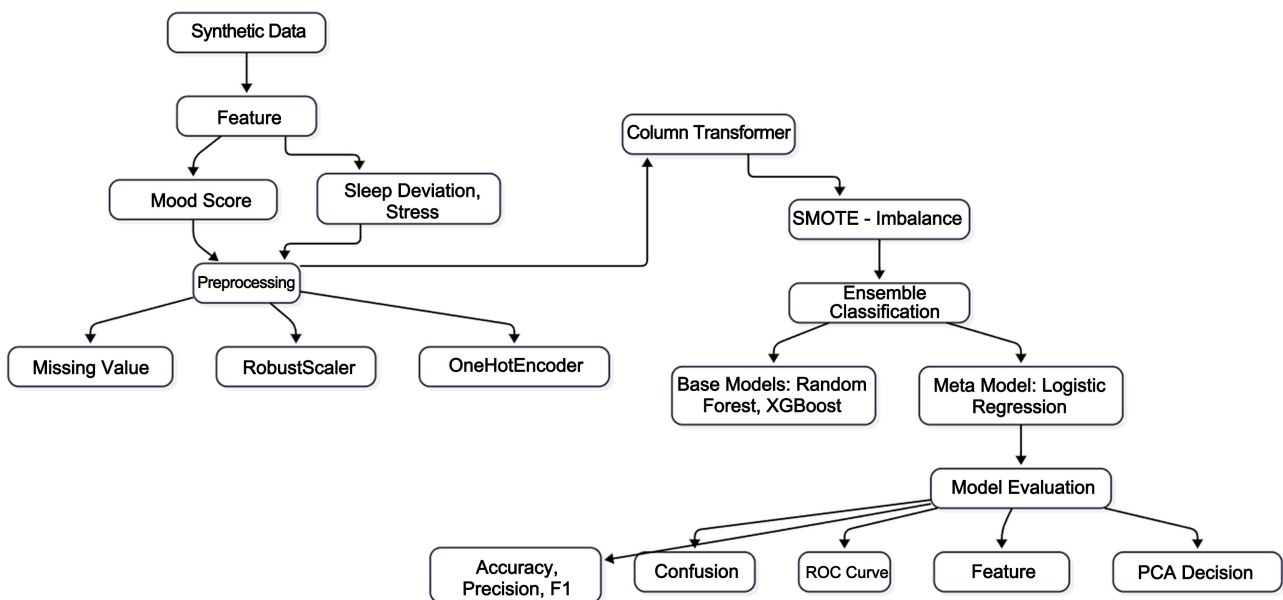 Synthetic Data
Feature
Column Transformer
Mood Score
Sleep Deviation,
Stress
SMOTE - Imbalance
Preprocessing
Ensemble
Classification
Missing Value
RobustScaler
OneHotEncoder
Base Models: Random
Forest, XGBoost
Meta Model: Logistic
Regression
Model Evaluation
Accuracy,
Precision, F1
Confusion
ROC Curve
Feature
PCA Decision